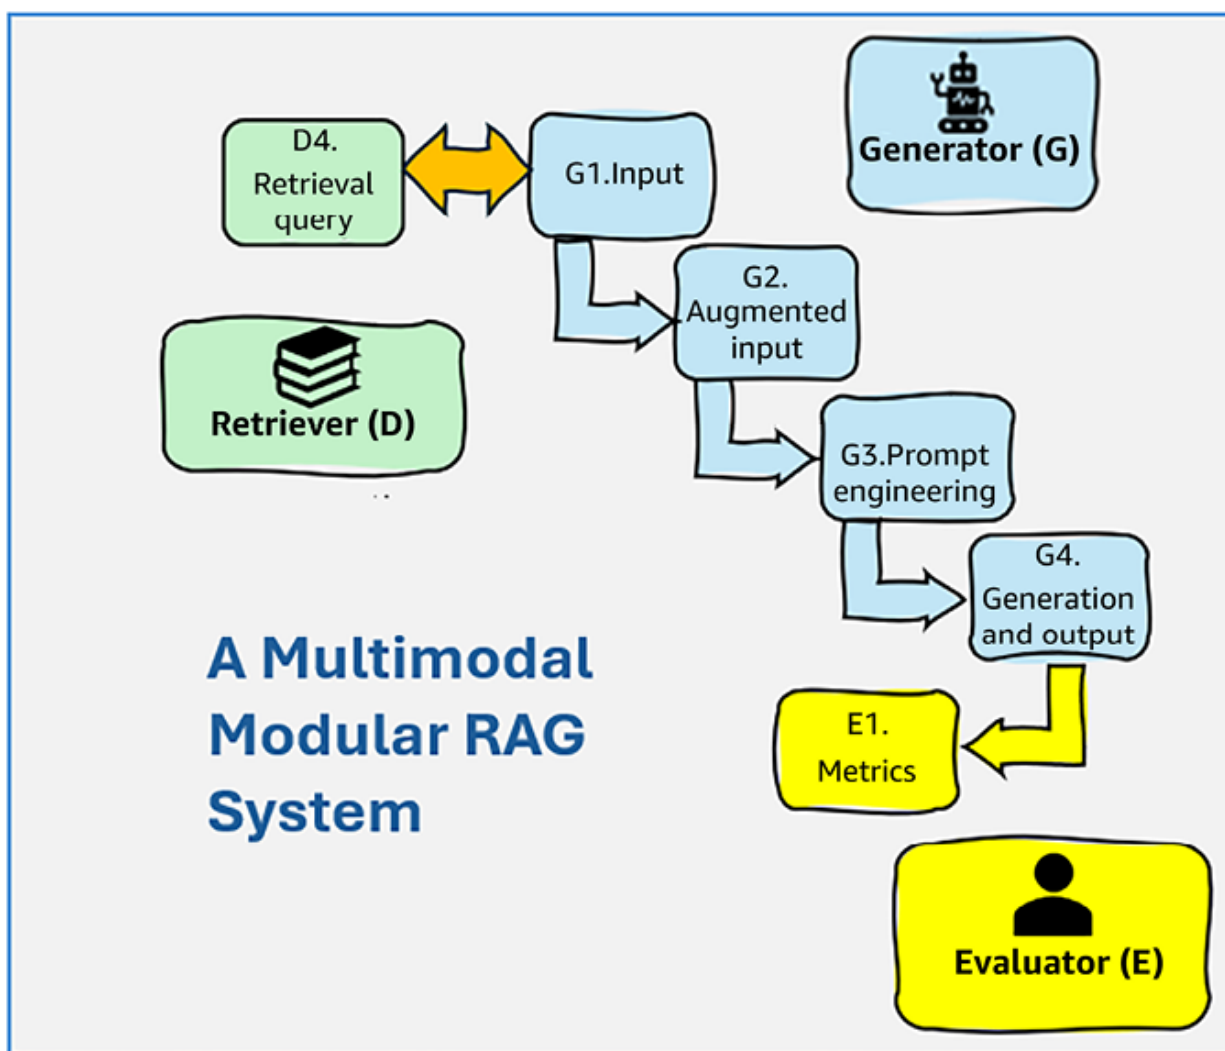 Generator (G)
D4.
Retrieval
query
G1.Input
G2.
Augmented
input
Retriever (D)
G3.Prompt
engineering
G4.
Generation
and output
A Multimodal
Modular RAG
System
E1.
Metrics
Evaluator (E)